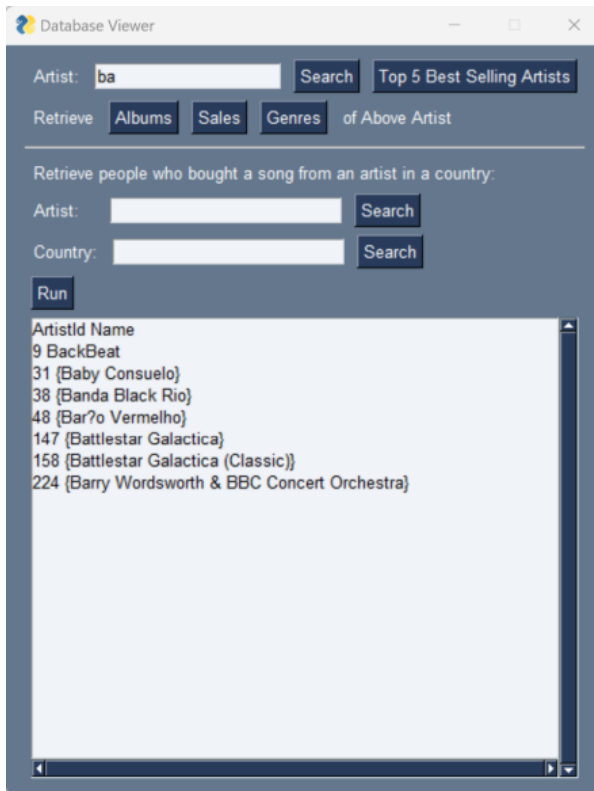 Database Viewer
Artist: ba Search Top 5 Best Selling Artists
Retrieve Albums Sales Genres of Above Artist
Retrieve people who bought a song from an artist in a country:
Artist: Search
Country: Search
Run
ArtistId Name
9 BackBeat
31 {Baby Consuelo}
38 {Banda Black Rio}
48 {Bar?o Vermelho}
147 {Battlestar Galactica}
158 {Battlestar Galactica (Classic)}
224 {Barry Wordsworth & BBC Concert Orchestra}